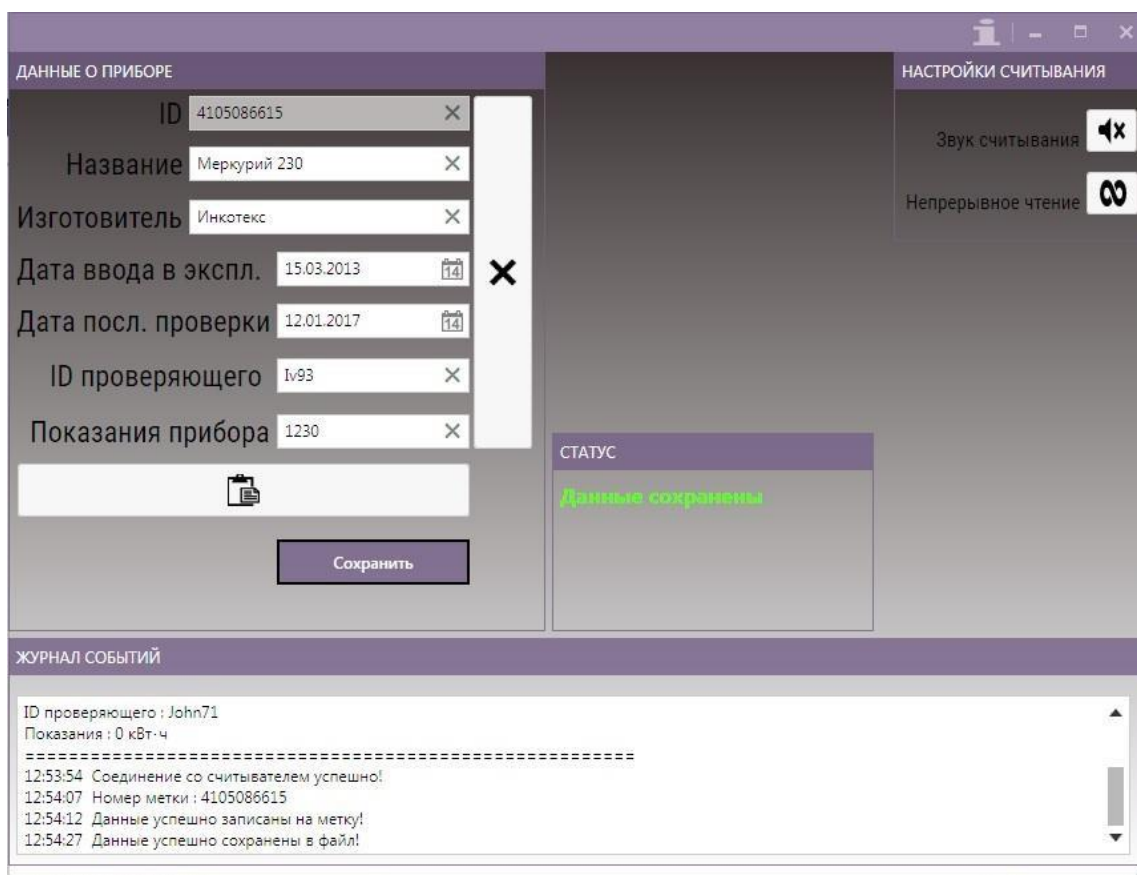 ДАННЫЕ О ПРИБОРЕ
ID 4105086615
Название Меркурий 230
Изготовитель Инкотекс
Дата ввода в экспл. 15.03.2013 14
Дата посл. проверки 12.01.2017 14
ID проверяющего Iv93
Показания прибора 1230
Сохранить
СТАТУС
Данные сохранены
НАСТРОЙКИ СЧИТЫВАНИЯ
Звук считывания
Непрерывное чтение
ЖУРНАЛ СОБЫТИЙ
ID проверяющего : John71
Показания : 0 кВт·ч
========================================================
12:53:54 Соединение со считывателем успешно!
12:54:07 Номер метки : 4105086615
12:54:12 Данные успешно записаны на метку!
12:54:27 Данные успешно сохранены в файл!